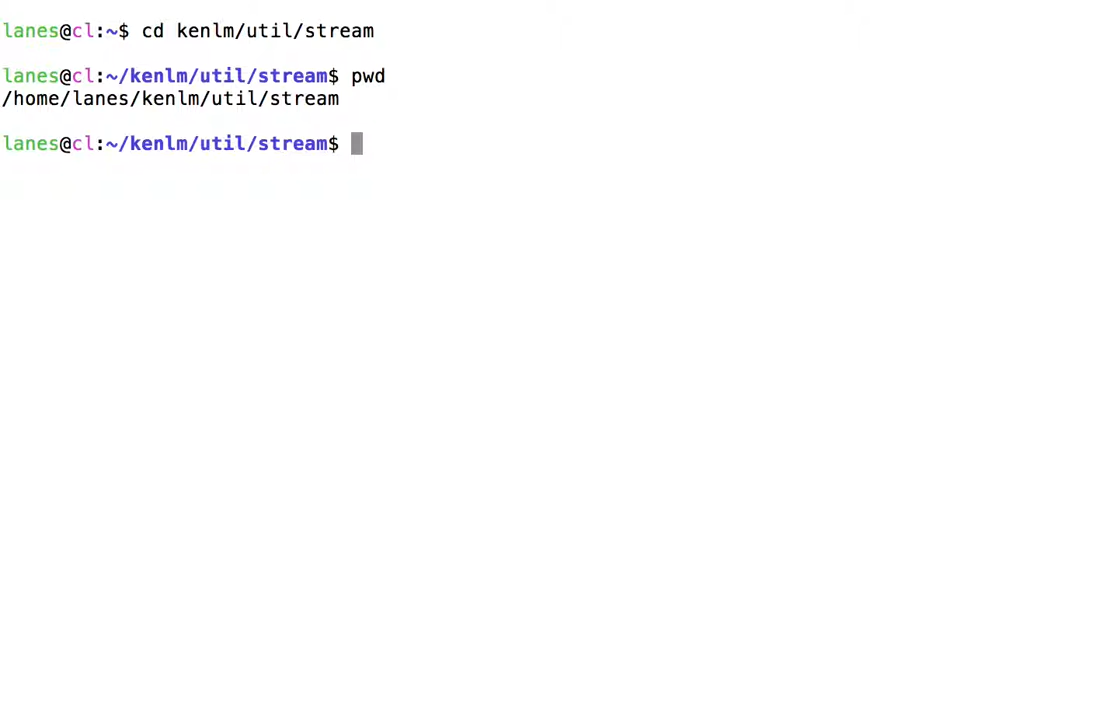 lanes@cl:~$ cd kenlm/util/stream
lanes@cl:~/kenlm/util/stream$ pwd
/home/lanes/kenlm/util/stream
lanes@cl:~/kenlm/util/stream$